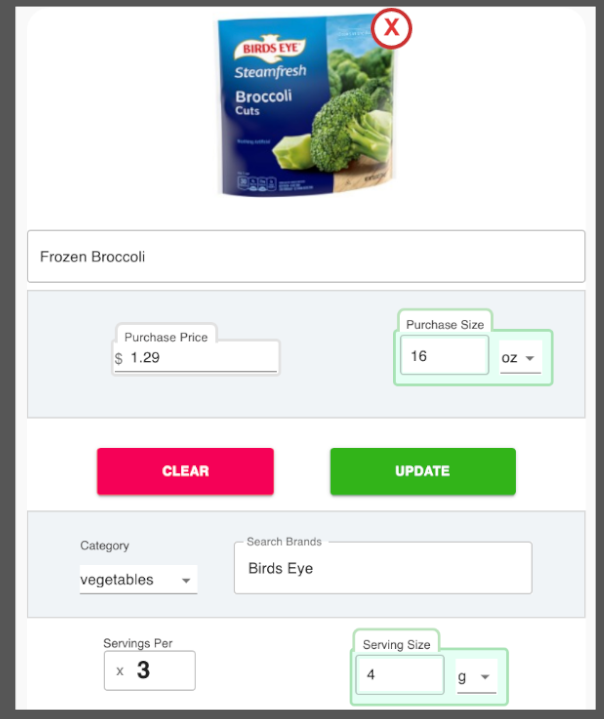 X
BIRDS EYE
Steamfresh
Broccoli
Cuts
Frozen Broccoli
Purchase Price
$ 1.29
Purchase Size
16
oz
CLEAR
UPDATE
Category
vegetables
Search Brands
Birds Eye
Servings Per
x 3
Serving Size
4
g